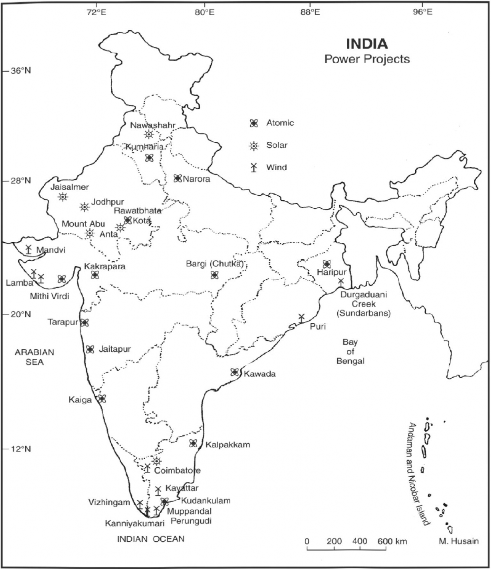 72°E
80°E
88°E
96°E
INDIA
Power Projects
36°N
Atomic
Nawashahr
Solar
Kumharia
Wind
28°N
Narora
Jaisalmer
Jodhpur
Rawatbhata
Kota
Mount Abu
Anta
Mandvi
Kakrapara
Bargi (Chutka)
Haripur
Lamba
Mithi Virdi
Durgaduani
Creek
(Sundarbans)
20°N
Tarapur
Puri
ARABIAN
SEA
Jaitapur
Bay
of
Bengal
Kawada
Kaiga
12°N
Kalpakkam
Andaman and Nicobar Island
Coimbatore
Kayattar
Vizhingam
Kudankulam
Muppandal
Perungudi
Kanniyakumari
INDIAN OCEAN
0 200 400 600 km
M. Husain